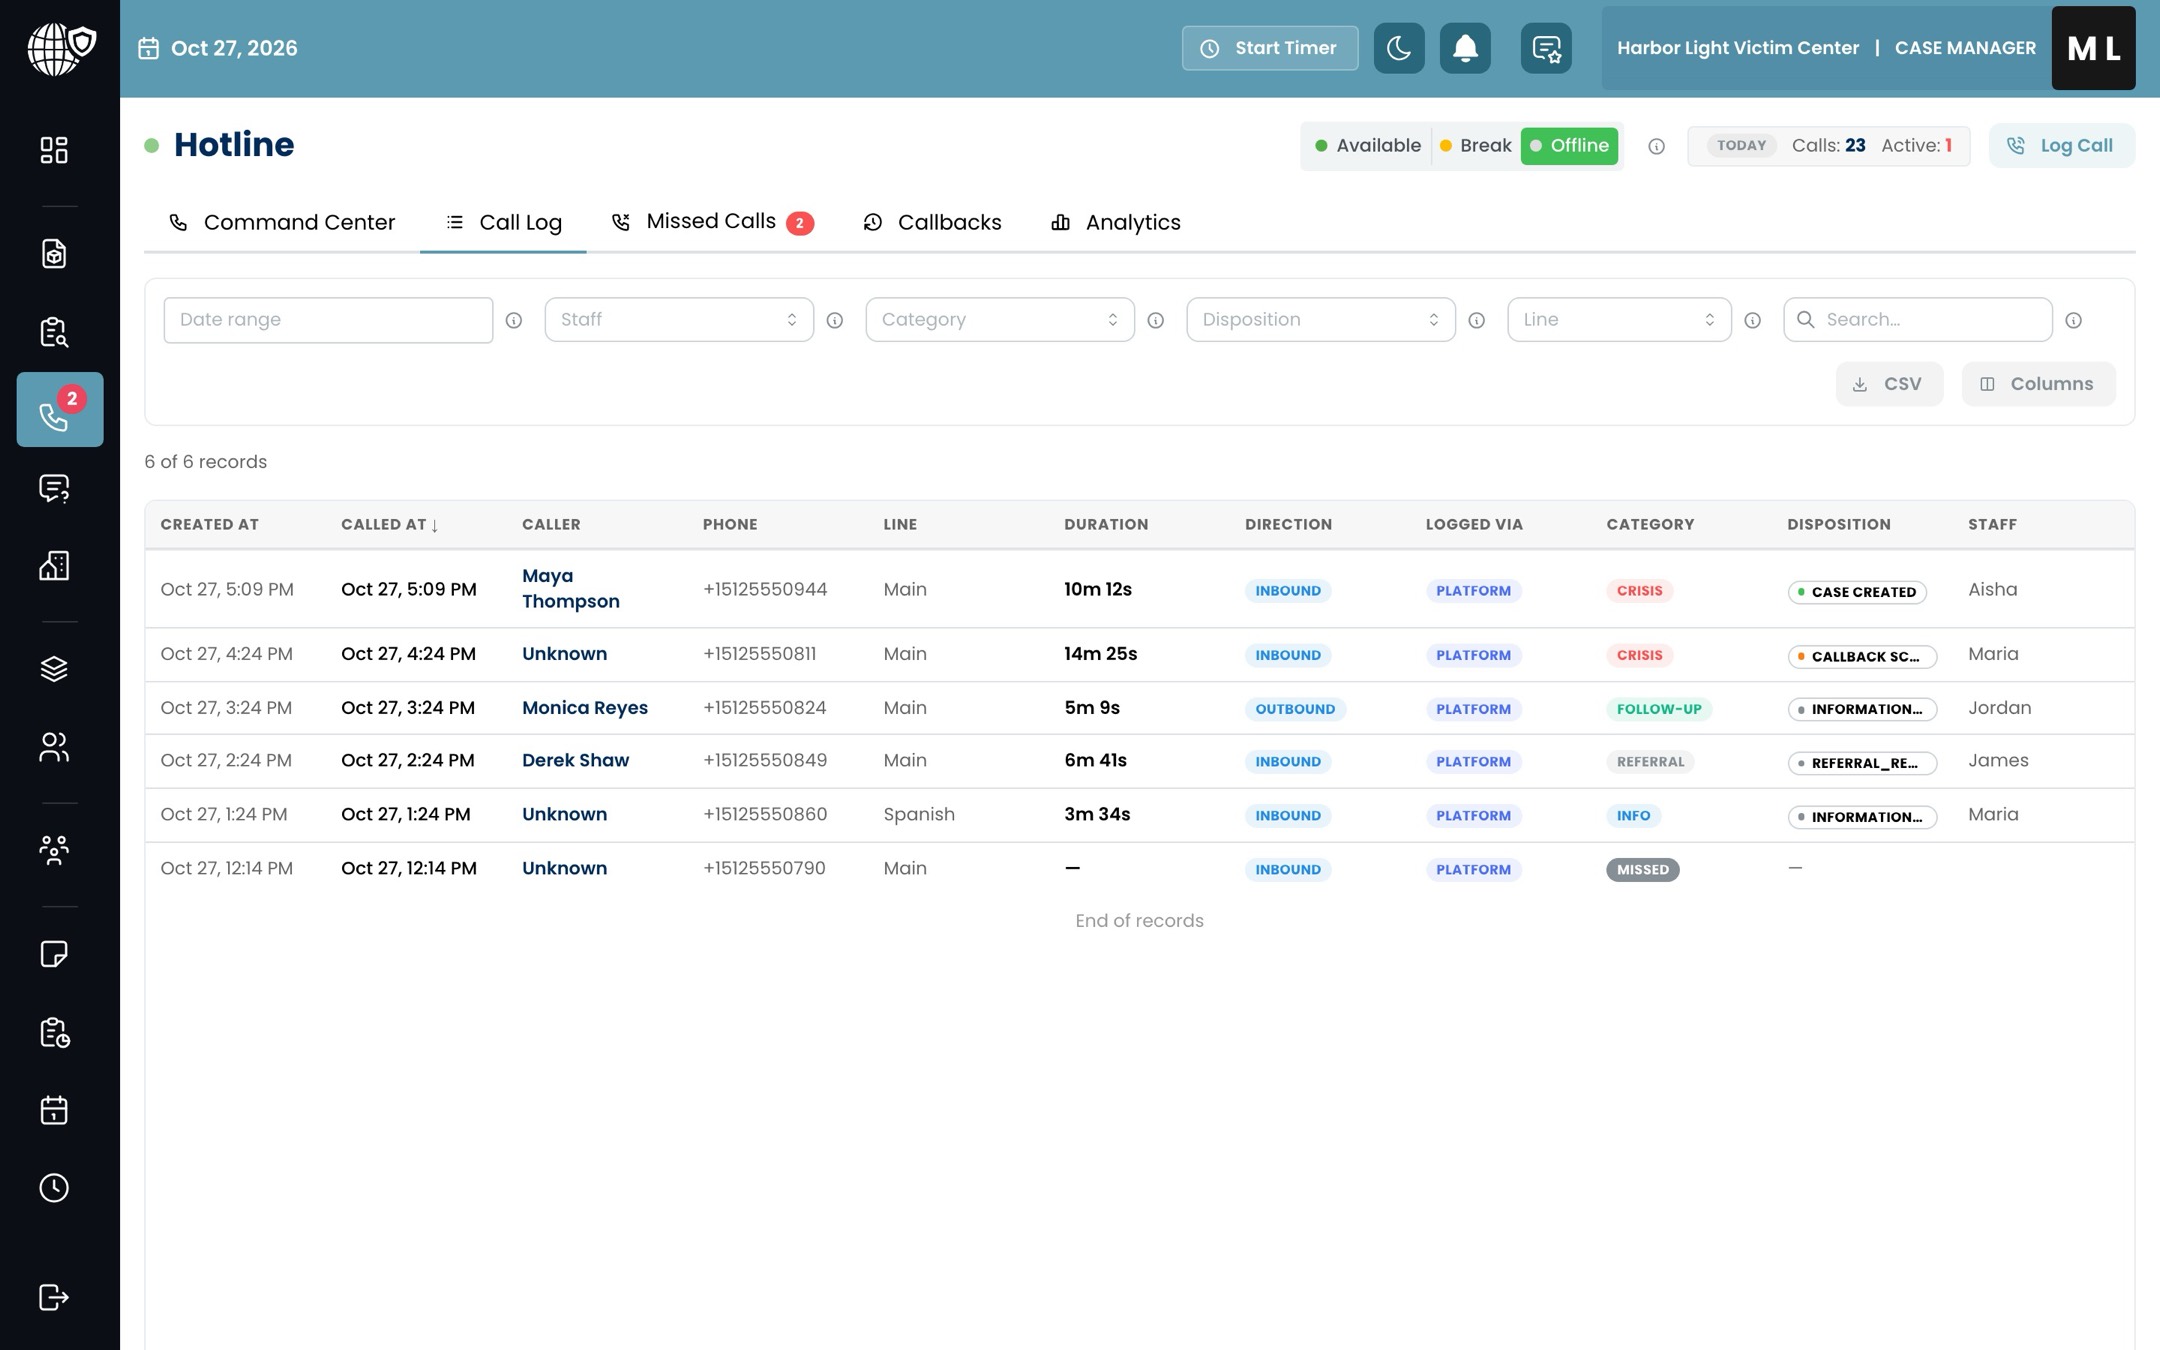 Oct 27, 2026
Start Timer
Harbor Light Victim Center | CASE MANAGER
M L
Hotline
Available
Break
Offline
TODAY Calls: 23 Active: 1
Log Call
Command Center
Call Log
Missed Calls 2
Callbacks
Analytics
Date range
Staff
Category
Disposition
Line
Search...
2
CSV
Columns
6 of 6 records
CREATED AT CALLED AT ↓ CALLER PHONE LINE DURATION DIRECTION LOGGED VIA CATEGORY DISPOSITION STAFF
Oct 27, 5:09 PM Oct 27, 5:09 PM Maya Thompson +15125550944 Main 10m 12s INBOUND PLATFORM CRISIS CASE CREATED Aisha
Oct 27, 4:24 PM Oct 27, 4:24 PM Unknown +15125550811 Main 14m 25s INBOUND PLATFORM CRISIS CALLBACK SC... Maria
Oct 27, 3:24 PM Oct 27, 3:24 PM Monica Reyes +15125550824 Main 5m 9s OUTBOUND PLATFORM FOLLOW-UP INFORMATION... Jordan
Oct 27, 2:24 PM Oct 27, 2:24 PM Derek Shaw +15125550849 Main 6m 41s INBOUND PLATFORM REFERRAL REFERRAL_RE... James
Oct 27, 1:24 PM Oct 27, 1:24 PM Unknown +15125550860 Spanish 3m 34s INBOUND PLATFORM INFO INFORMATION... Maria
Oct 27, 12:14 PM Oct 27, 12:14 PM Unknown +15125550790 Main — INBOUND PLATFORM MISSED —
End of records